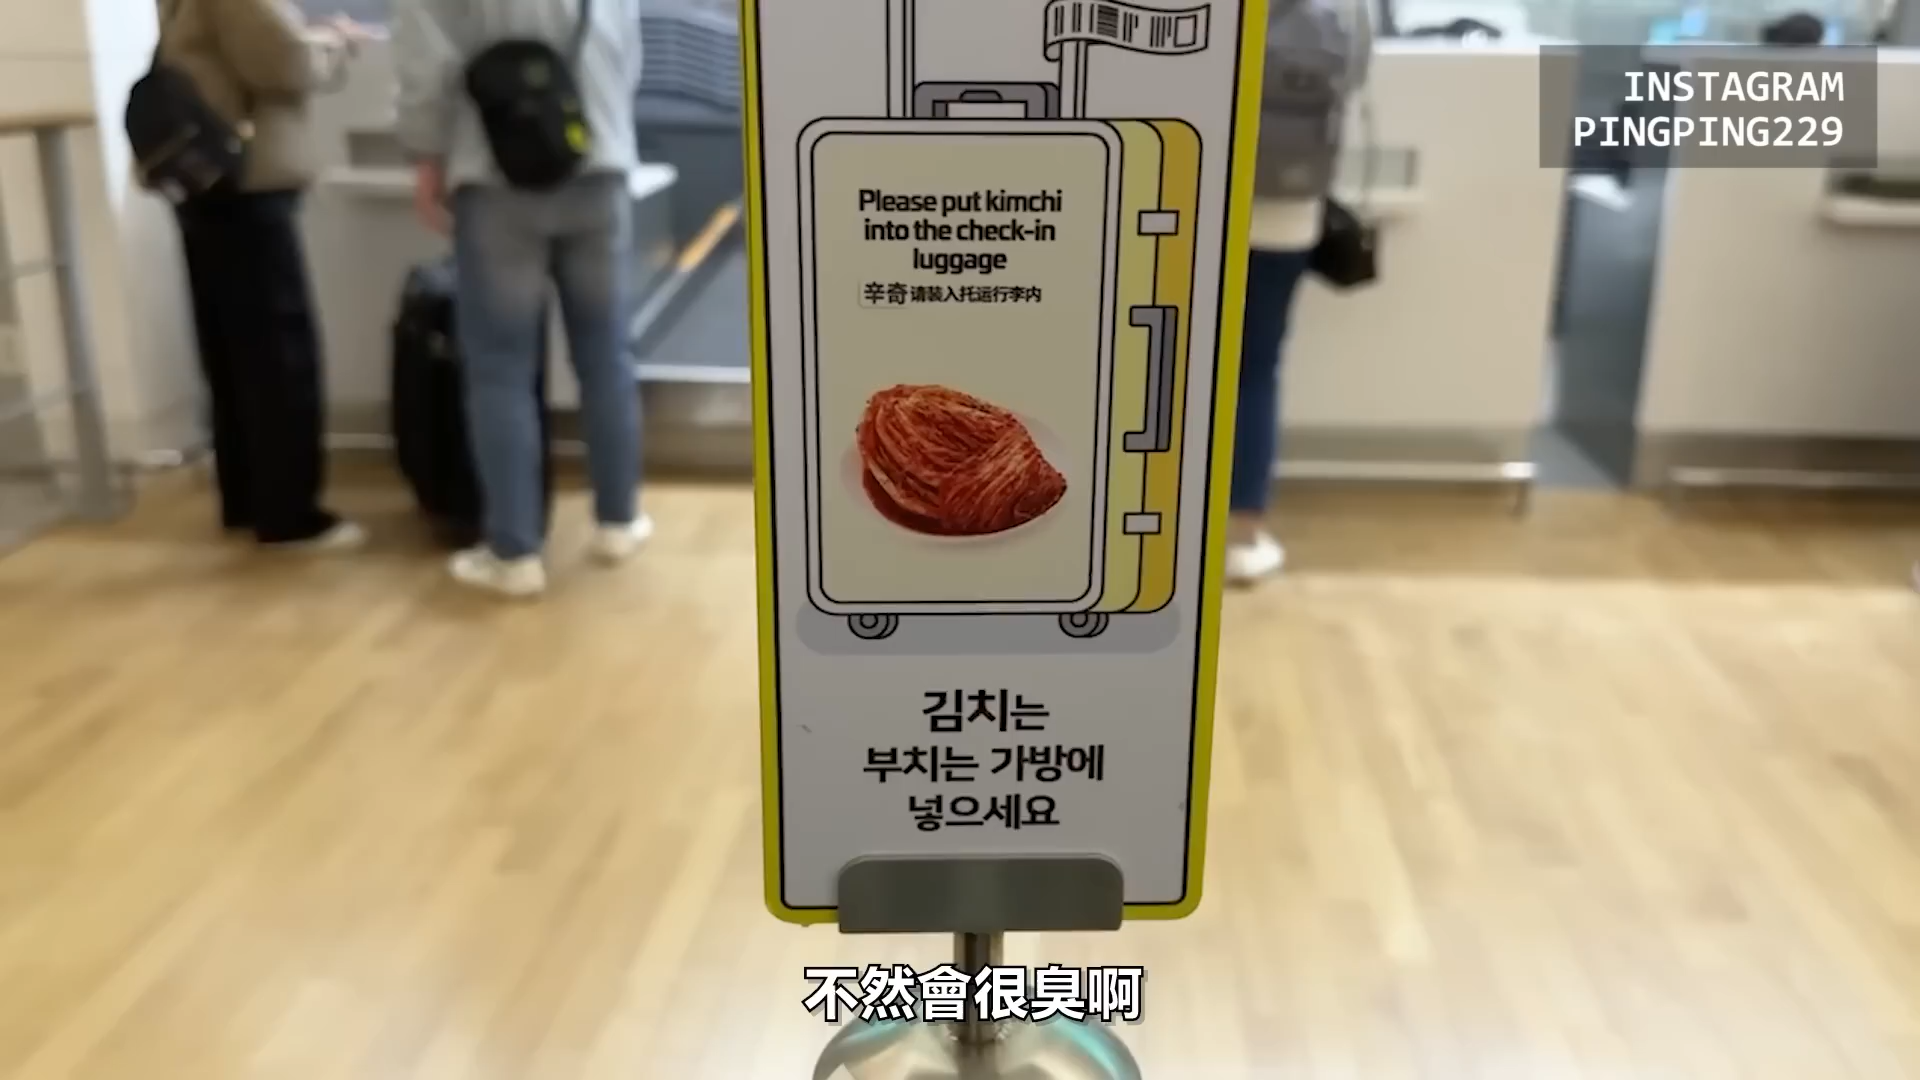 INSTAGRAM
PINGPING229
Please put kimchi
into the check-in
luggage
辛奇请装入托运行李内
김치는
부치는 가방에
넣으세요
不然會很臭啊